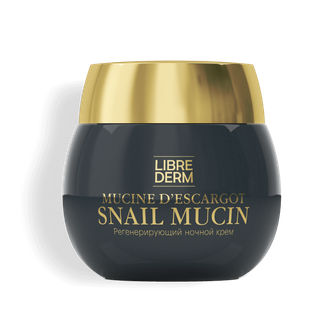 LIBRE
DERM
MUCINE D'ESCARGOT
SNAIL MUCIN
Регенерирующий ночной крем